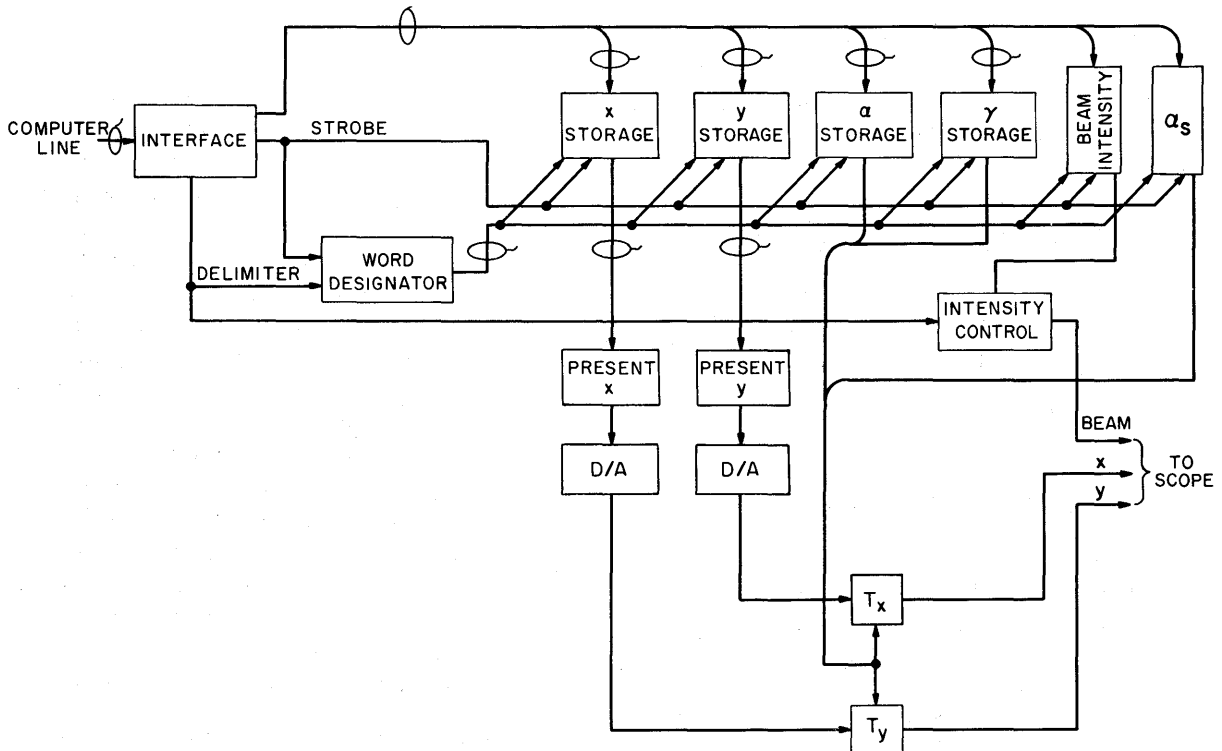 COMPUTER
LINE
INTERFACE
STROBE
DELIMITER
WORD
DESIGNATOR
x
STORAGE
y
STORAGE
α
STORAGE
γ
STORAGE
BEAM
INTENSITY
αs
INTENSITY
CONTROL
PRESENT
x
PRESENT
y
D/A
D/A
BEAM
x
y
TO
SCOPE
Tx
Ty